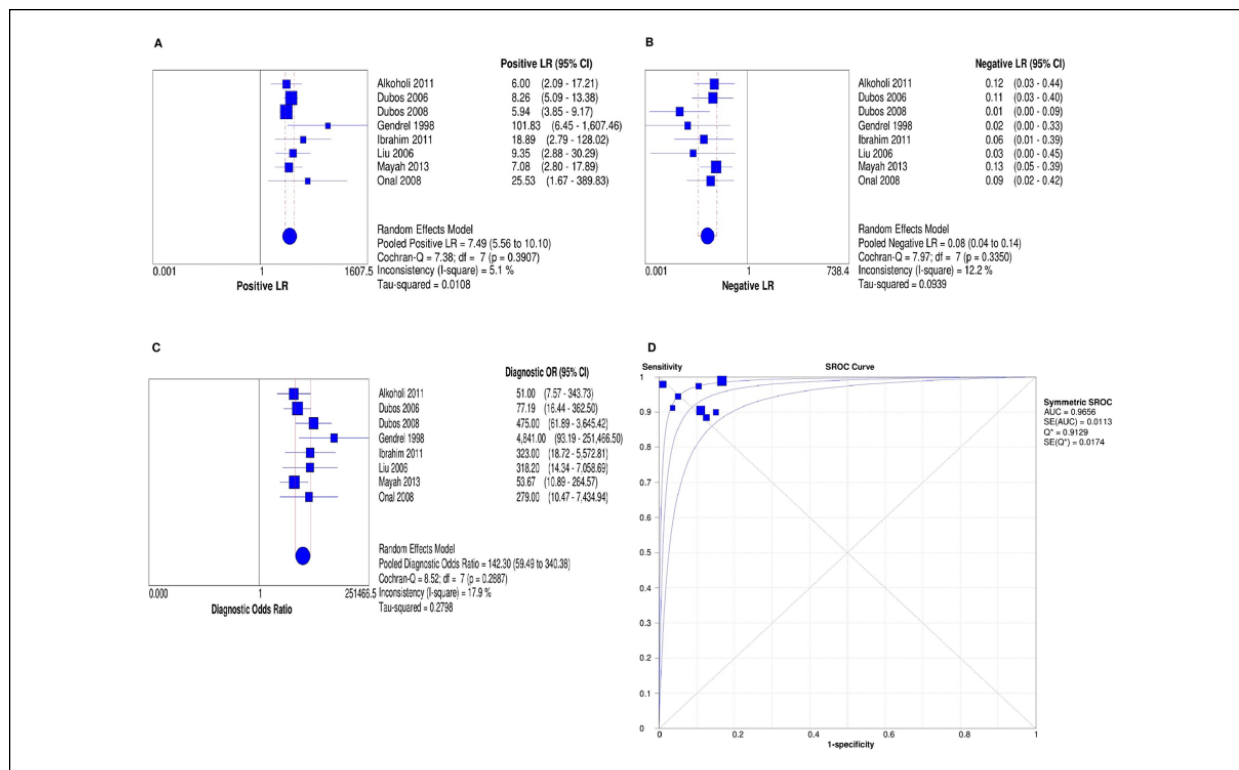 A
Positive LR (95% CI)
Alkoholi 2011 6.00 (2.09 - 17.21)
Dubos 2006 8.26 (5.09 - 13.38)
Dubos 2008 5.94 (3.85 - 9.17)
Gendrel 1998 101.83 (6.45 - 1,607.46)
Ibrahim 2011 18.89 (2.79 - 128.02)
Liu 2006 9.35 (2.88 - 30.29)
Mayah 2013 7.08 (2.80 - 17.89)
Onal 2008 25.53 (1.67 - 389.83)
Random Effects Model
Pooled Positive LR = 7.49 (5.56 to 10.10)
Cochran-Q = 7.38; df = 7 (p = 0.3907)
Inconsistency (I-square) = 5.1 %
Tau-squared = 0.0108
0.001 1 1607.5
Positive LR
B
Negative LR (95% CI)
Alkoholi 2011 0.12 (0.03 - 0.44)
Dubos 2006 0.11 (0.03 - 0.40)
Dubos 2008 0.01 (0.00 - 0.09)
Gendrel 1998 0.02 (0.00 - 0.33)
Ibrahim 2011 0.06 (0.01 - 0.39)
Liu 2006 0.03 (0.00 - 0.45)
Mayah 2013 0.13 (0.05 - 0.39)
Onal 2008 0.09 (0.02 - 0.42)
Random Effects Model
Pooled Negative LR = 0.08 (0.04 to 0.14)
Cochran-Q = 7.97; df = 7 (p = 0.3350)
Inconsistency (I-square) = 12.2 %
Tau-squared = 0.0939
0.001 1 738.4
Negative LR
C
Diagnostic OR (95% CI)
Alkoholi 2011 51.00 (7.57 - 343.73)
Dubos 2006 77.19 (16.44 - 362.50)
Dubos 2008 475.00 (61.89 - 3,645.42)
Gendrel 1998 4,841.00 (93.19 - 251,466.50)
Ibrahim 2011 323.00 (18.72 - 5,572.81)
Liu 2006 318.20 (14.34 - 7,058.69)
Mayah 2013 53.67 (10.89 - 264.57)
Onal 2008 279.00 (10.47 - 7,434.94)
Random Effects Model
Pooled Diagnostic Odds Ratio = 142.30 (59.49 to 340.38)
Cochran-Q = 8.52; df = 7 (p = 0.2887)
Inconsistency (I-square) = 17.9 %
Tau-squared = 0.2798
0.000 1 251466.5
Diagnostic Odds Ratio
D
Sensitivity SROC Curve
1
0.9
0.8
0.7
0.6
0.5
0.4
0.3
0.2
0.1
0
0 0.2 0.4 0.6 0.8 1
1-specificity
Symmetric SROC
AUC = 0.9656
SE(AUC) = 0.0113
Q* = 0.9129
SE(Q*) = 0.0174